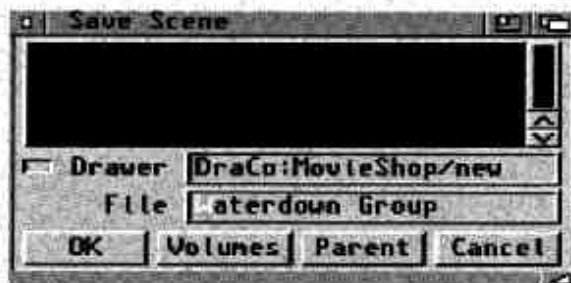 Save Scene
Drawer DraCo:MovieShop/new
File aterdown Group
OK Volumes Parent Cancel